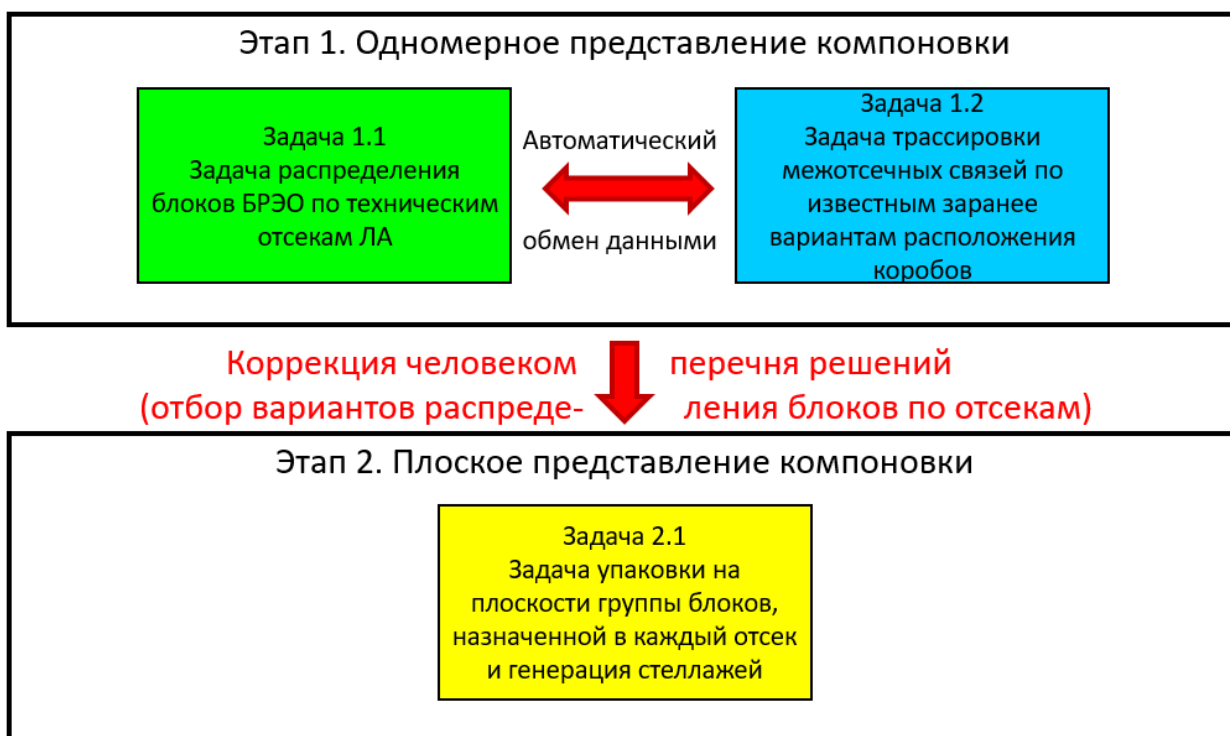 Этап 1. Одномерное представление компоновки
Задача 1.1
Задача распределения
блоков БРЭО по техническим
отсекам ЛА
Автоматический
обмен данными
Задача 1.2
Задача трассировки
межотсечных связей по
известным заранее
вариантам расположения
коробов
Коррекция человеком перечня решений
(отбор вариантов распреде- ления блоков по отсекам)
Этап 2. Плоское представление компоновки
Задача 2.1
Задача упаковки на
плоскости группы блоков,
назначенной в каждый отсек
и генерация стеллажей